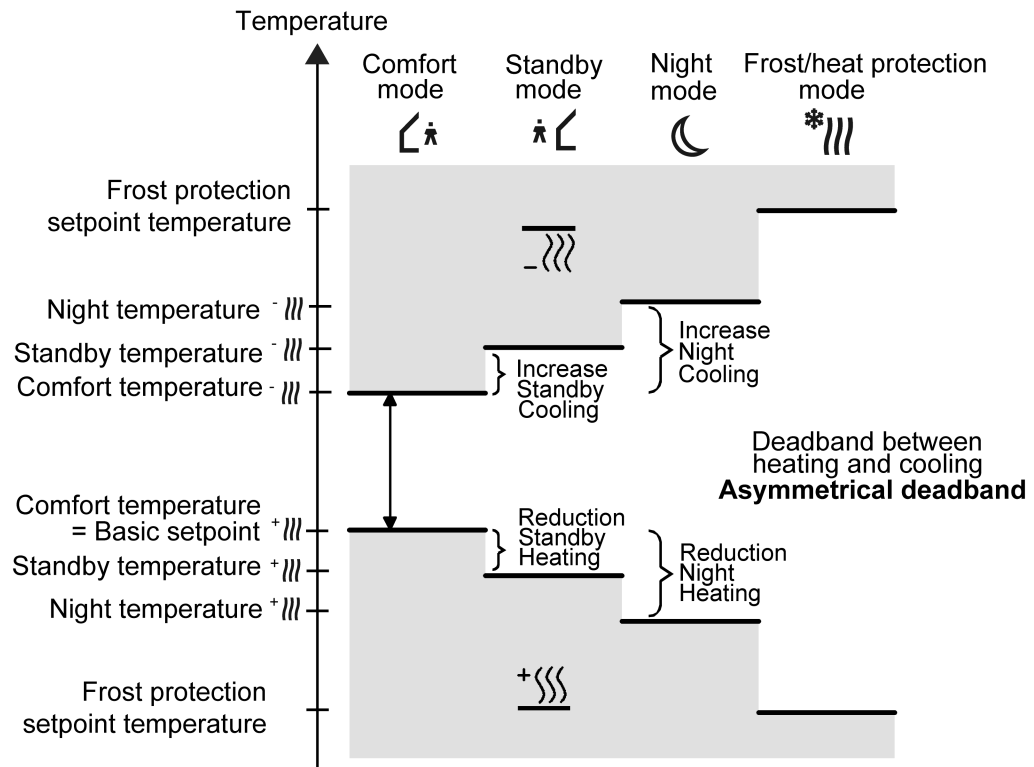 Temperature
Comfort
mode
Standby
mode
Night
mode
Frost/heat protection
mode
Frost protection
setpoint temperature
Night temperature -
Standby temperature -
Comfort temperature -
-
Increase
Standby
Cooling
Increase
Night
Cooling
Deadband between
heating and cooling
Asymmetrical deadband
Comfort temperature
= Basic setpoint +
Standby temperature +
Night temperature +
Reduction
Standby
Heating
Reduction
Night
Heating
+
Frost protection
setpoint temperature